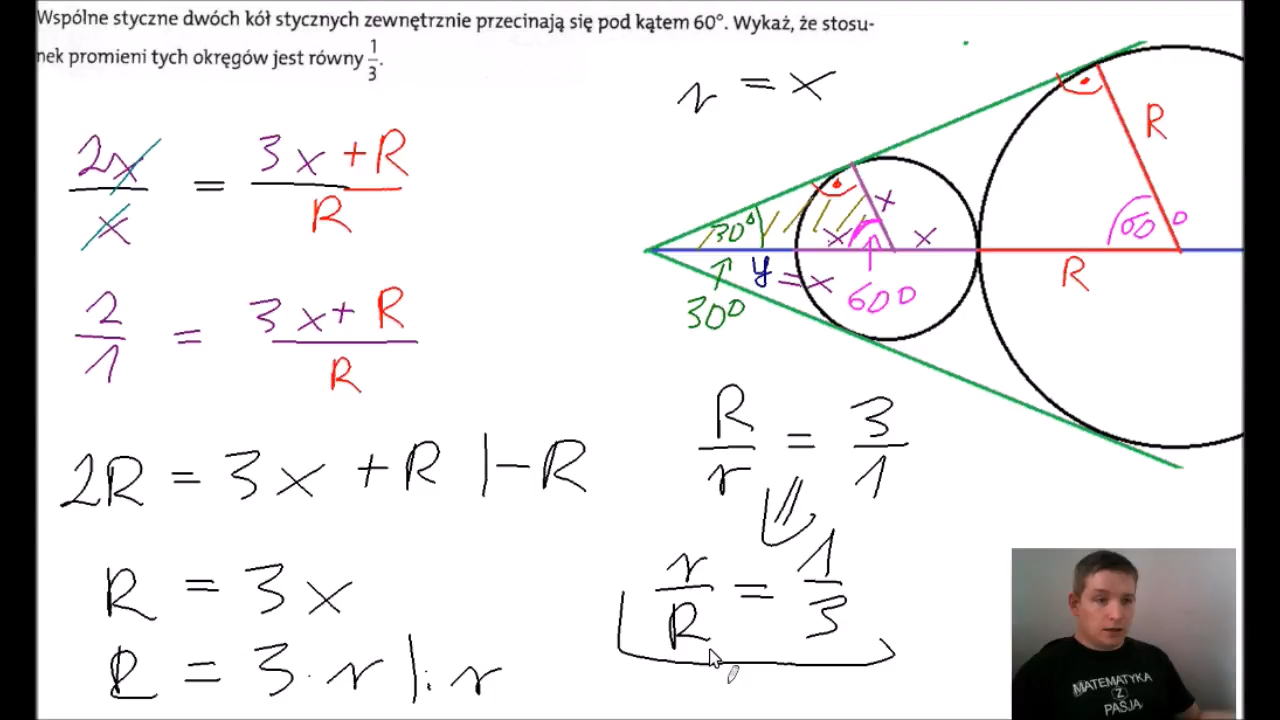 Wspólne styczne dwóch kół stycznych zewnętrznie przecinają się pod kątem 60°. Wykaż, że stosu-
nek promieni tych okręgów jest równy 1/3.
r = x
2x/x = (3x + R)/R
2/1 = (3x + R)/R
2R = 3x + R |-R
R = 3x
R = 3 · r |: r
R/r = 3/1
⇓
r/R = 1/3
R
60°
x
30°
x
x
y = x
R
60°
30°
MATEMATYKA
Z
PASJĄ